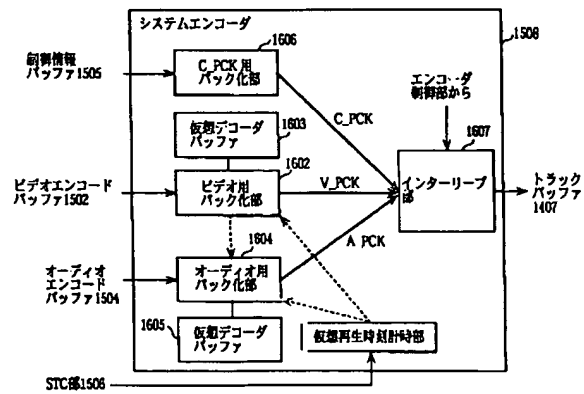 システムエンコーダ
1508
1606
制御情報
バッファ1505
C_PCK用
パック化部
エンコーダ
制御部から
C_PCK
1603
仮想デコーダ
バッファ
1607
1602
ビデオエンコード
バッファ1502
ビデオ用
パック化部
V_PCK
インターリーブ
部
トラック
バッファ
1407
1604
A_PCK
オーディオ
エンコード
バッファ1504
オーディオ用
パック化部
1605
仮想デコーダ
バッファ
仮想再生時刻計時部
STC部1506